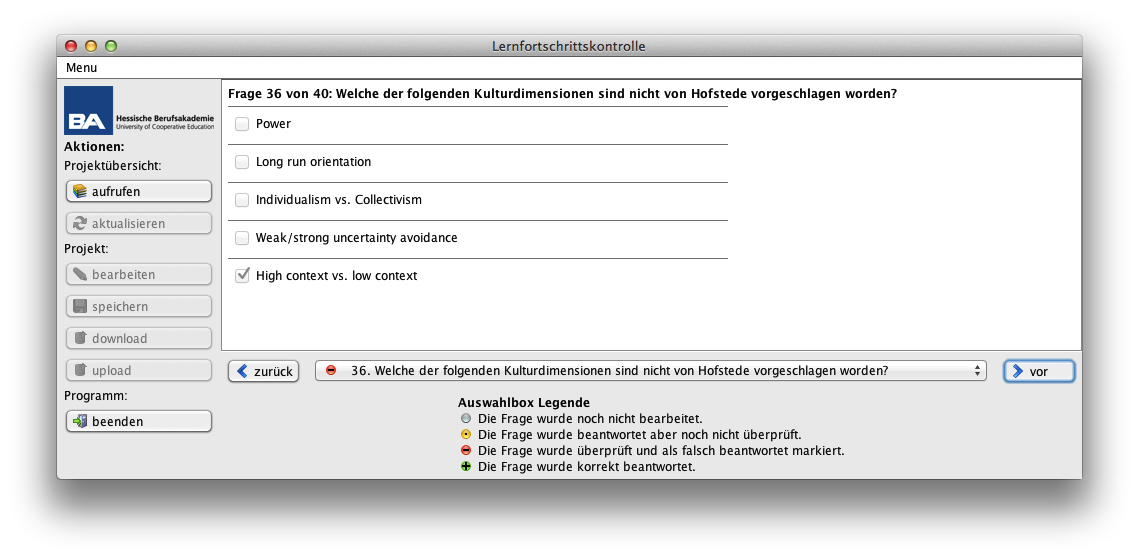 Lernfortschrittskontrolle
Menu
BA
Hessische Berufsakademie
University of Cooperative Education
Aktionen:
Projektübersicht:
aufrufen
aktualisieren
Projekt:
bearbeiten
speichern
download
upload
Programm:
beenden
Frage 36 von 40: Welche der folgenden Kulturdimensionen sind nicht von Hofstede vorgeschlagen worden?
Power
Long run orientation
Individualism vs. Collectivism
Weak/strong uncertainty avoidance
High context vs. low context
zurück
36. Welche der folgenden Kulturdimensionen sind nicht von Hofstede vorgeschlagen worden?
vor
Auswahlbox Legende
Die Frage wurde noch nicht bearbeitet.
Die Frage wurde beantwortet aber noch nicht überprüft.
Die Frage wurde überprüft und als falsch beantwortet markiert.
Die Frage wurde korrekt beantwortet.